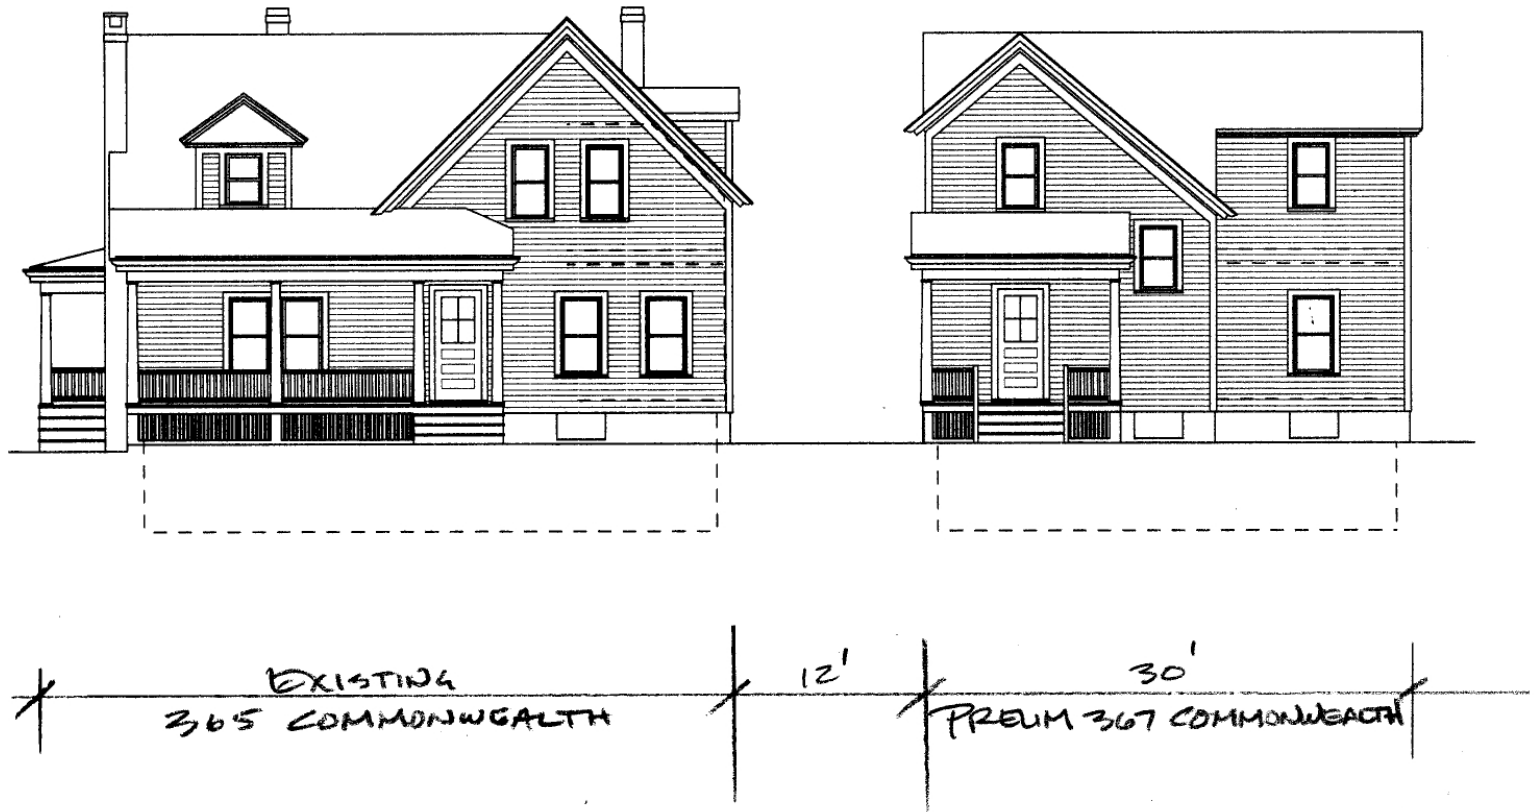 EXISTING
365 COMMONWEALTH
12'
30'
PRELIM 367 COMMONWEALTH